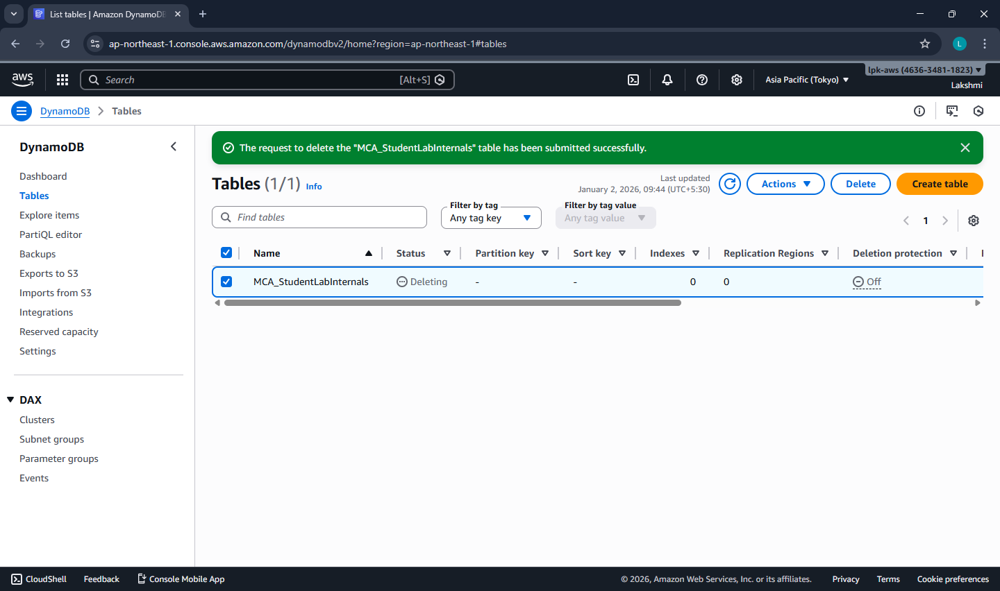 List tables | Amazon DynamoDB
ap-northeast-1.console.aws.amazon.com/dynamodbv2/home?region=ap-northeast-1#tables
L
aws
Search
[Alt+S]
Asia Pacific (Tokyo)
lpk-aws (4636-3481-1823)
Lakshmi
DynamoDB
Tables
DynamoDB
Dashboard
Tables
Explore items
PartiQL editor
Backups
Exports to S3
Imports from S3
Integrations
Reserved capacity
Settings
DAX
Clusters
Subnet groups
Parameter groups
Events
The request to delete the "MCA_StudentLabInternals" table has been submitted successfully.
Tables (1/1) Info
Last updated
January 2, 2026, 09:44 (UTC+5:30)
Actions
Delete
Create table
Find tables
Filter by tag
Any tag key
Filter by tag value
Any tag value
1
Name Status Partition key Sort key Indexes Replication Regions Deletion protection
MCA_StudentLabInternals Deleting - - 0 0 Off
CloudShell Feedback Console Mobile App © 2026, Amazon Web Services, Inc. or its affiliates. Privacy Terms Cookie preferences